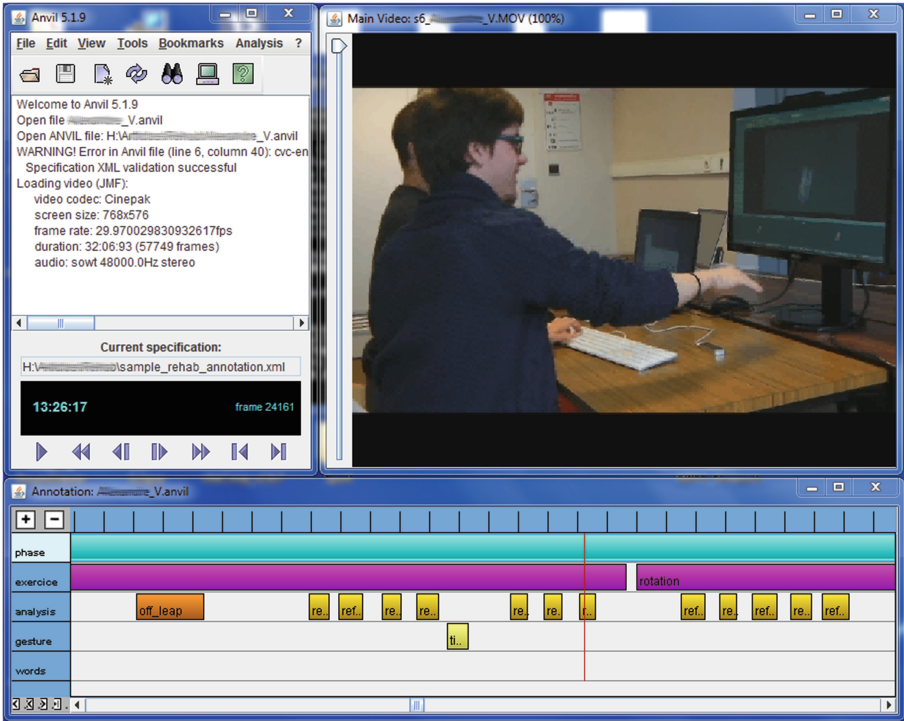 Anvil 5.1.9
File Edit View Tools Bookmarks Analysis ?
Welcome to Anvil 5.1.9
Open file _V.anvil
Open ANVIL file: H:\ _V.anvil
WARNING! Error in Anvil file (line 6, column 40): cvc-en
Specification XML validation successful
Loading video (JMF):
video codec: Cinepak
screen size: 768x576
frame rate: 29.970029830932617fps
duration: 32:06:93 (57749 frames)
audio: sowt 48000.0Hz stereo
Current specification:
H:\ \sample_rehab_annotation.xml
13:26:17 frame 24161
Main Video: s6_ _V.MOV (100%)
Annotation: _V.anvil
phase
exercice rotation
analysis off_leap re.. ref.. re.. re.. re.. re.. r.. ref.. re.. ref.. re.. ref..
gesture ti..
words